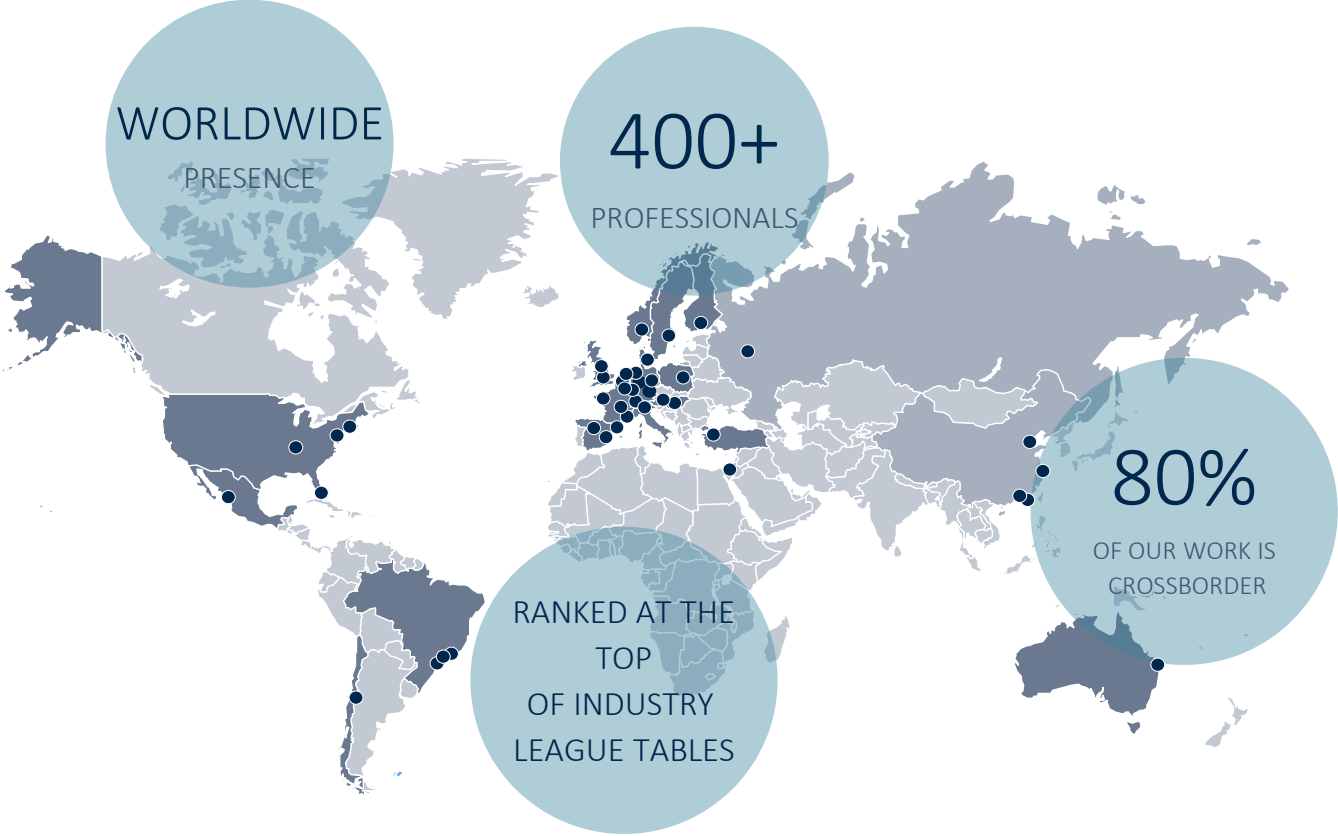 WORLDWIDE
PRESENCE
400+
PROFESSIONALS
80%
OF OUR WORK IS
CROSSBORDER
RANKED AT THE
TOP
OF INDUSTRY
LEAGUE TABLES